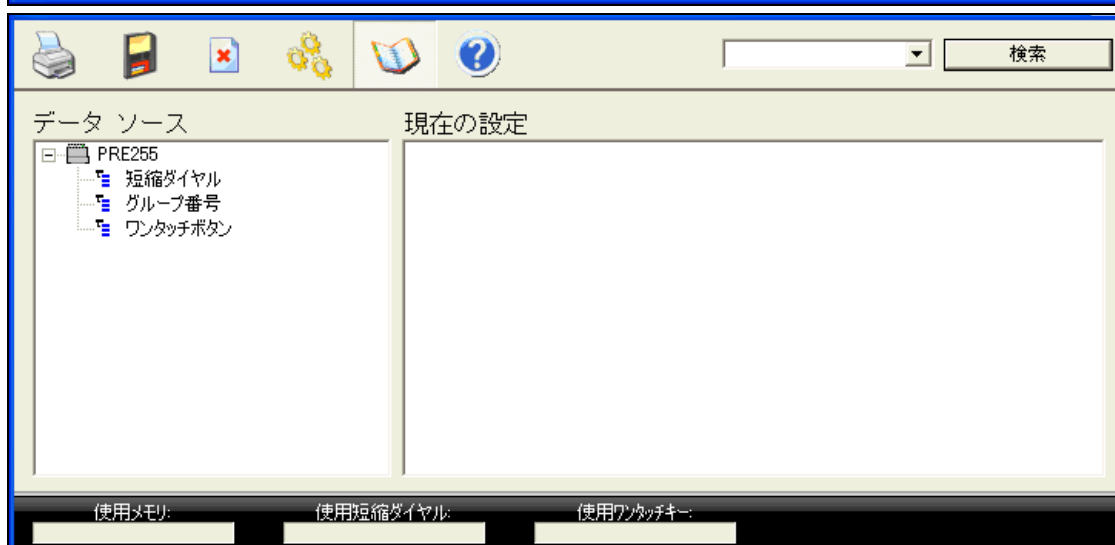 検索
データ ソース
現在の設定
PRE255
短縮ダイヤル
グループ番号
ワンタッチボタン
使用メモリ:
使用短縮ダイヤル:
使用ワンタッチキー: